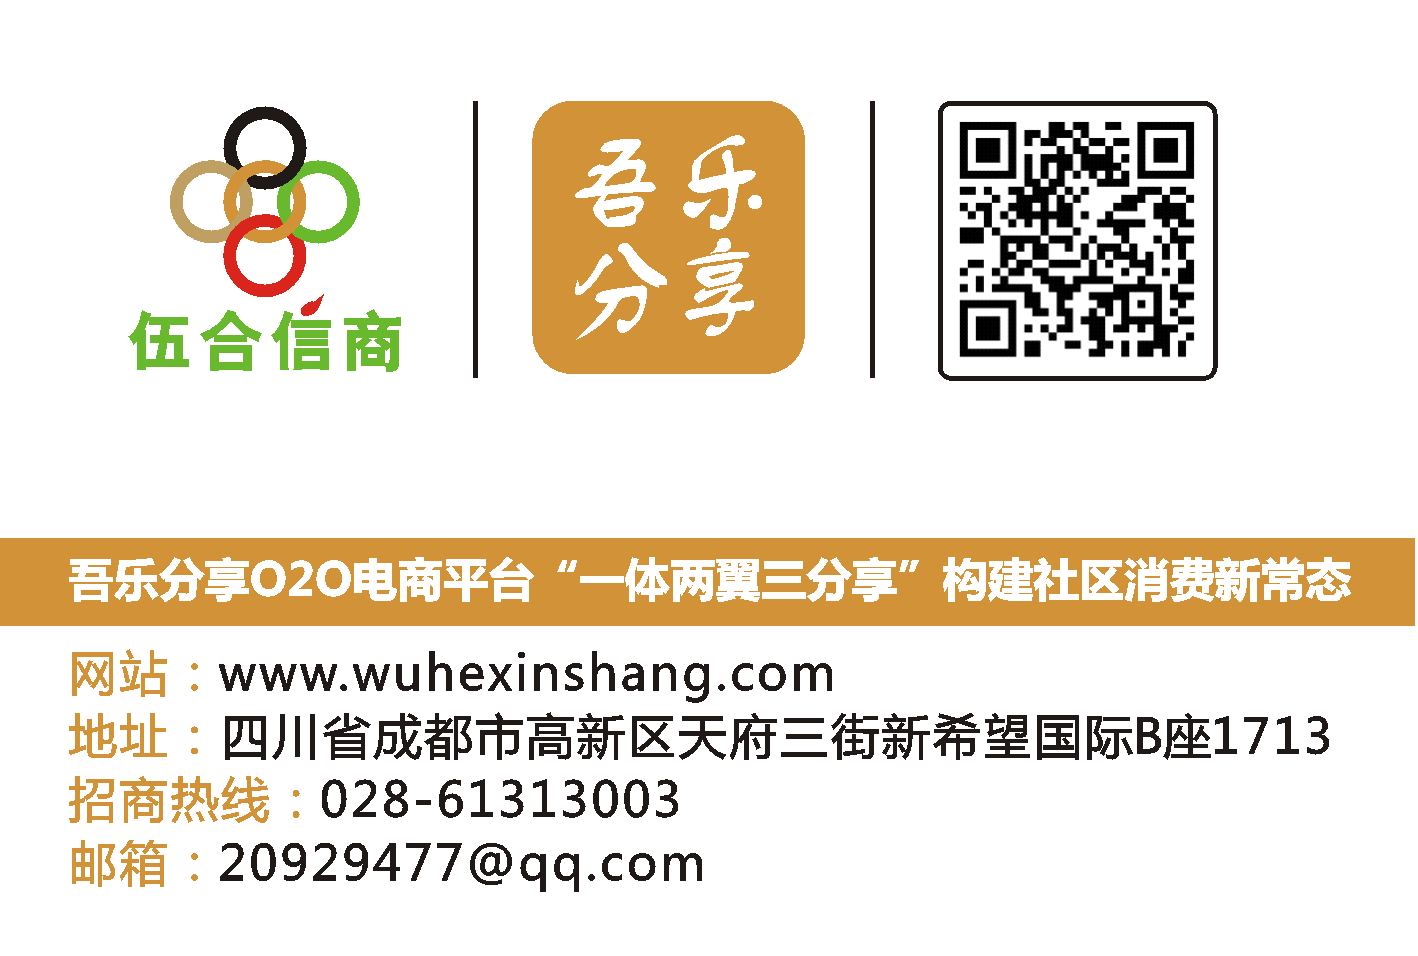 伍合信商
吾乐
分享
吾乐分享O2O电商平台“一体两翼三分享”构建社区消费新常态
网站：www.wuhexinshang.com
地址：四川省成都市高新区天府三街新希望国际B座1713
招商热线：028-61313003
邮箱：20929477@qq.com